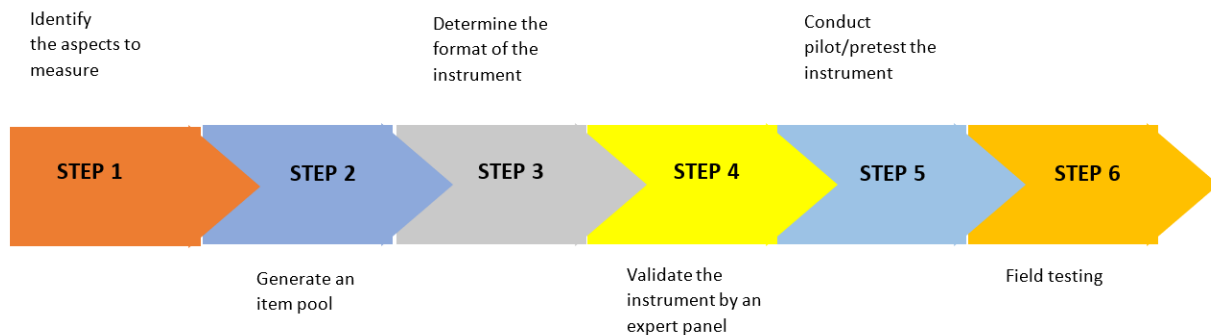 Identify
the aspects to
measure
Determine the
format of the
instrument
Conduct
pilot/pretest the
instrument
STEP 1
STEP 2
STEP 3
STEP 4
STEP 5
STEP 6
Generate an
item pool
Validate the
instrument by an
expert panel
Field testing